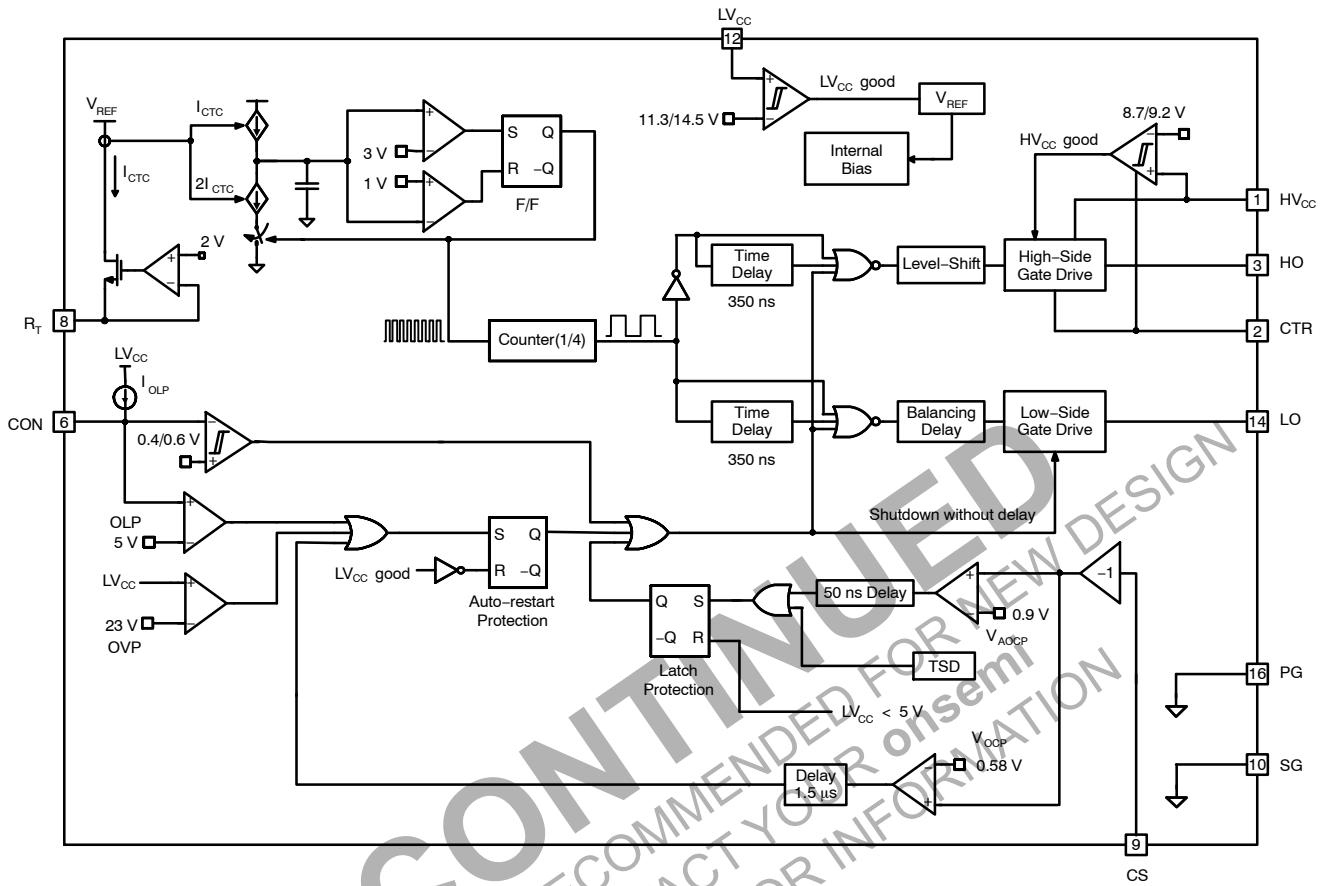 LVCC
12
VREF
ICTC
ICTC
2ICTC
2 V
+
−
RT
8
3 V
1 V
+
−
+
−
S Q
R −Q
F/F
+
−
11.3/14.5 V
LVCC good
VREF
Internal
Bias
8.7/9.2 V
HVCC good
−
+
1
HVCC
Time
Delay
350 ns
Level−Shift
High−Side
Gate Drive
3
HO
2
CTR
Counter(1/4)
LVCC
IOLP
CON
6
0.4/0.6 V
−
+
Time
Delay
350 ns
Balancing
Delay
Low−Side
Gate Drive
14
LO
OLP
5 V
+
−
LVCC
23 V
OVP
+
−
LVCC good
S Q
R −Q
Auto−restart
Protection
Shutdown without delay
Q S
−Q R
Latch
Protection
50 ns Delay
+
−
0.9 V
VAOCP
−1
TSD
LVCC < 5 V
VOCP
0.58 V
−
+
Delay
1.5 μs
16
PG
10
SG
9
CS
CONTINUED
RECOMMENDED FOR NEW DESIGN
ACT YOUR onsemi
OR INFORMATION